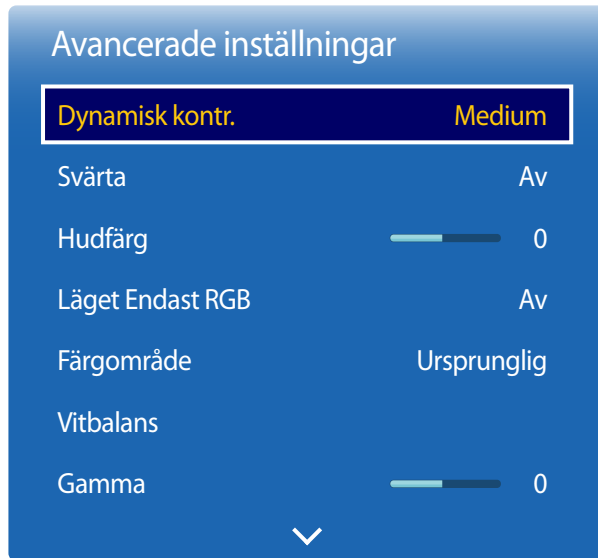 Avancerade inställningar
Dynamisk kontr. Medium
Svärta Av
Hudfärg 0
Läget Endast RGB Av
Färgområde Ursprunglig
Vitbalans
Gamma 0